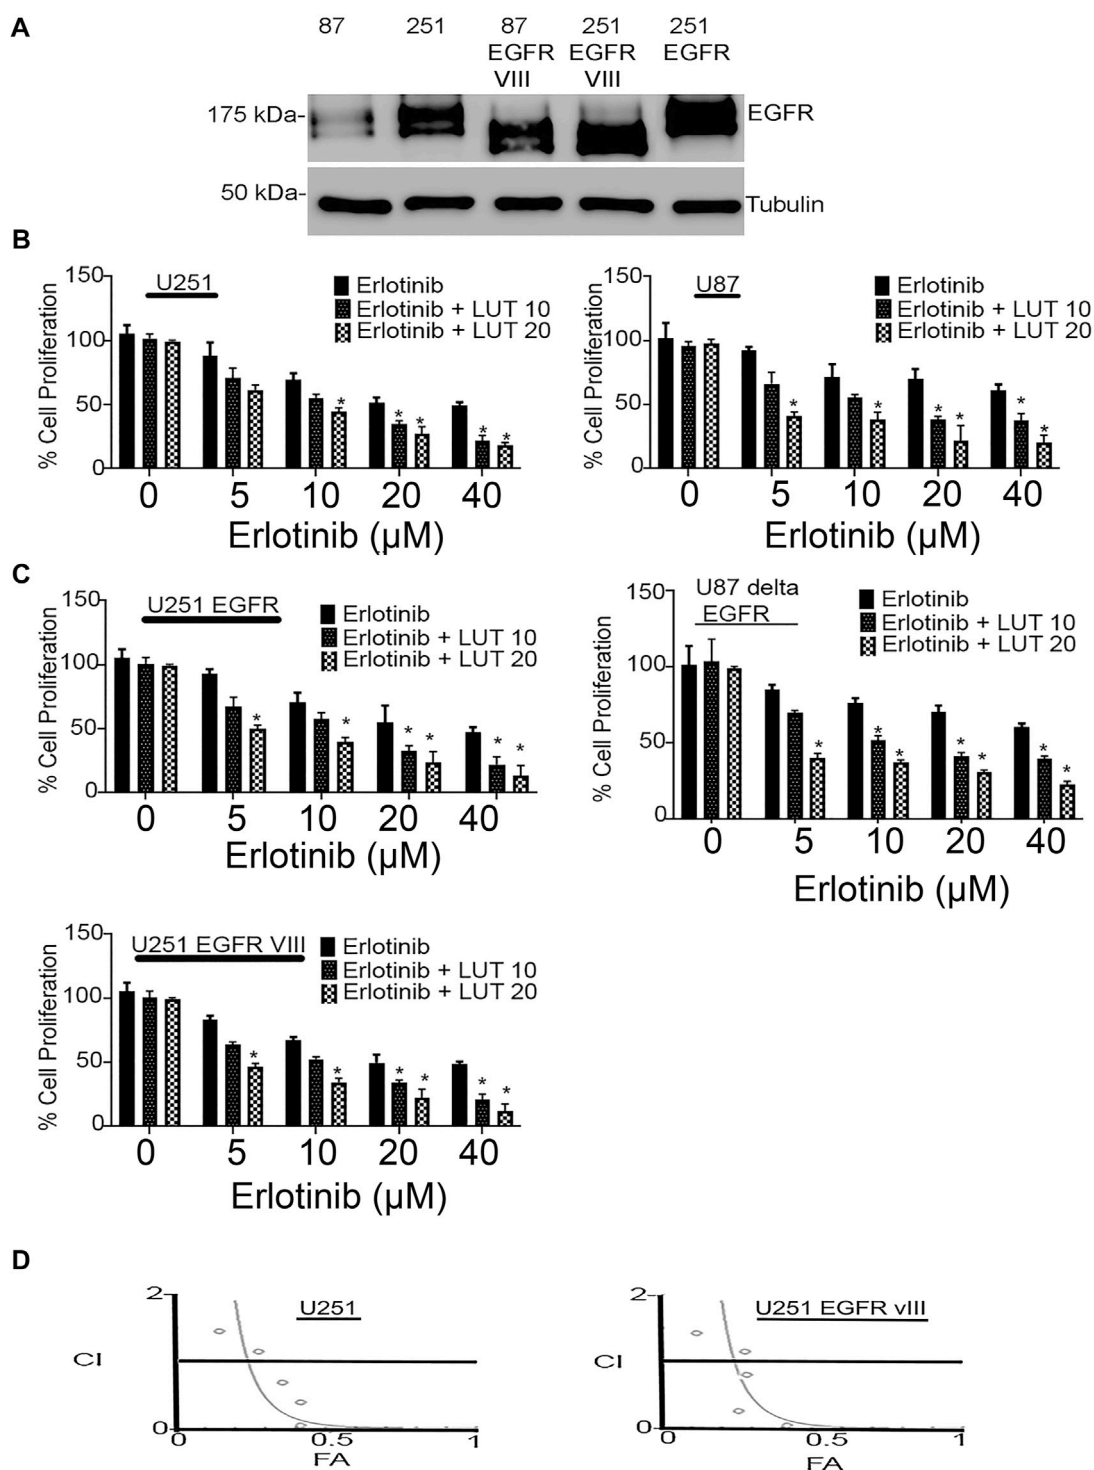 A
87 251 87 251 251
EGFR EGFR EGFR
VIII VIII
175 kDa-
EGFR
50 kDa-
Tubulin
B
U251
Erlotinib
Erlotinib + LUT 10
Erlotinib + LUT 20
% Cell Proliferation
150
100
50
0
* * * * *
0 5 10 20 40
Erlotinib (µM)
U87
Erlotinib
Erlotinib + LUT 10
Erlotinib + LUT 20
% Cell Proliferation
150
100
50
0
* * * * * *
0 5 10 20 40
Erlotinib (µM)
C
U251 EGFR
Erlotinib
Erlotinib + LUT 10
Erlotinib + LUT 20
% Cell Proliferation
150
100
50
0
* * * * * *
0 5 10 20 40
Erlotinib (µM)
U87 delta
EGFR
Erlotinib
Erlotinib + LUT 10
Erlotinib + LUT 20
% Cell Proliferation
150
100
50
0
* * * * * * *
0 5 10 20 40
Erlotinib (µM)
U251 EGFR VIII
Erlotinib
Erlotinib + LUT 10
Erlotinib + LUT 20
% Cell Proliferation
150
100
50
0
* * * * * *
0 5 10 20 40
Erlotinib (µM)
D
U251
2
CI
0
0 0.5 1
FA
U251 EGFR vIII
2
CI
0
0 0.5 1
FA